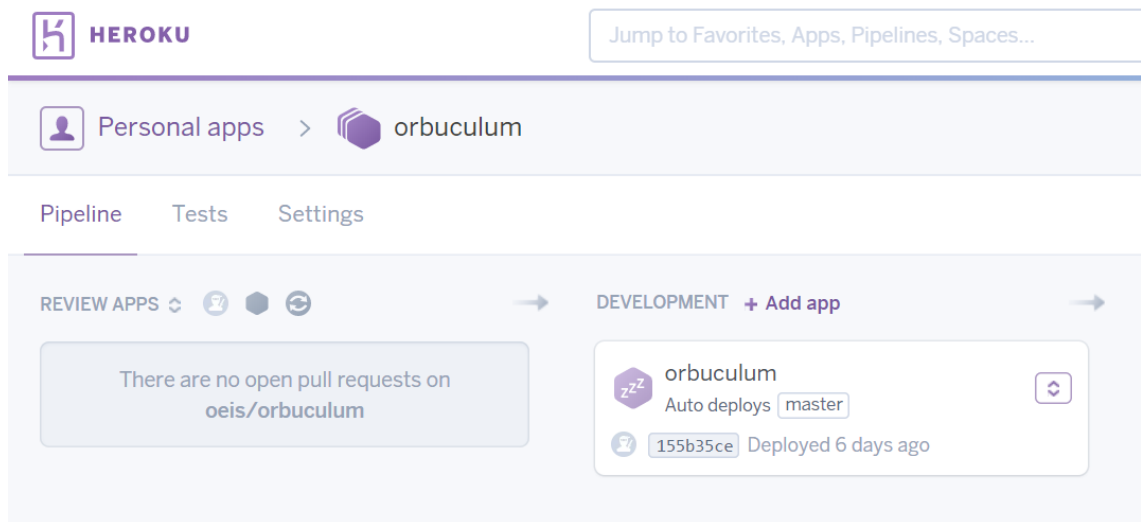 HEROKU
Jump to Favorites, Apps, Pipelines, Spaces...
Personal apps > orbuculum
Pipeline Tests Settings
REVIEW APPS
DEVELOPMENT + Add app
There are no open pull requests on
oeis/orbuculum
zzZ
orbuculum
Auto deploys master
155b35ce Deployed 6 days ago